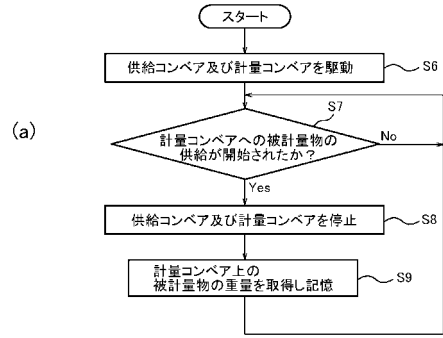 スタート
供給コンベア及び計量コンベアを駆動
S6
(a)
S7
計量コンベアへの被計量物の
供給が開始されたか？
No
Yes
供給コンベア及び計量コンベアを停止
S8
計量コンベア上の
被計量物の重量を取得し記憶
S9